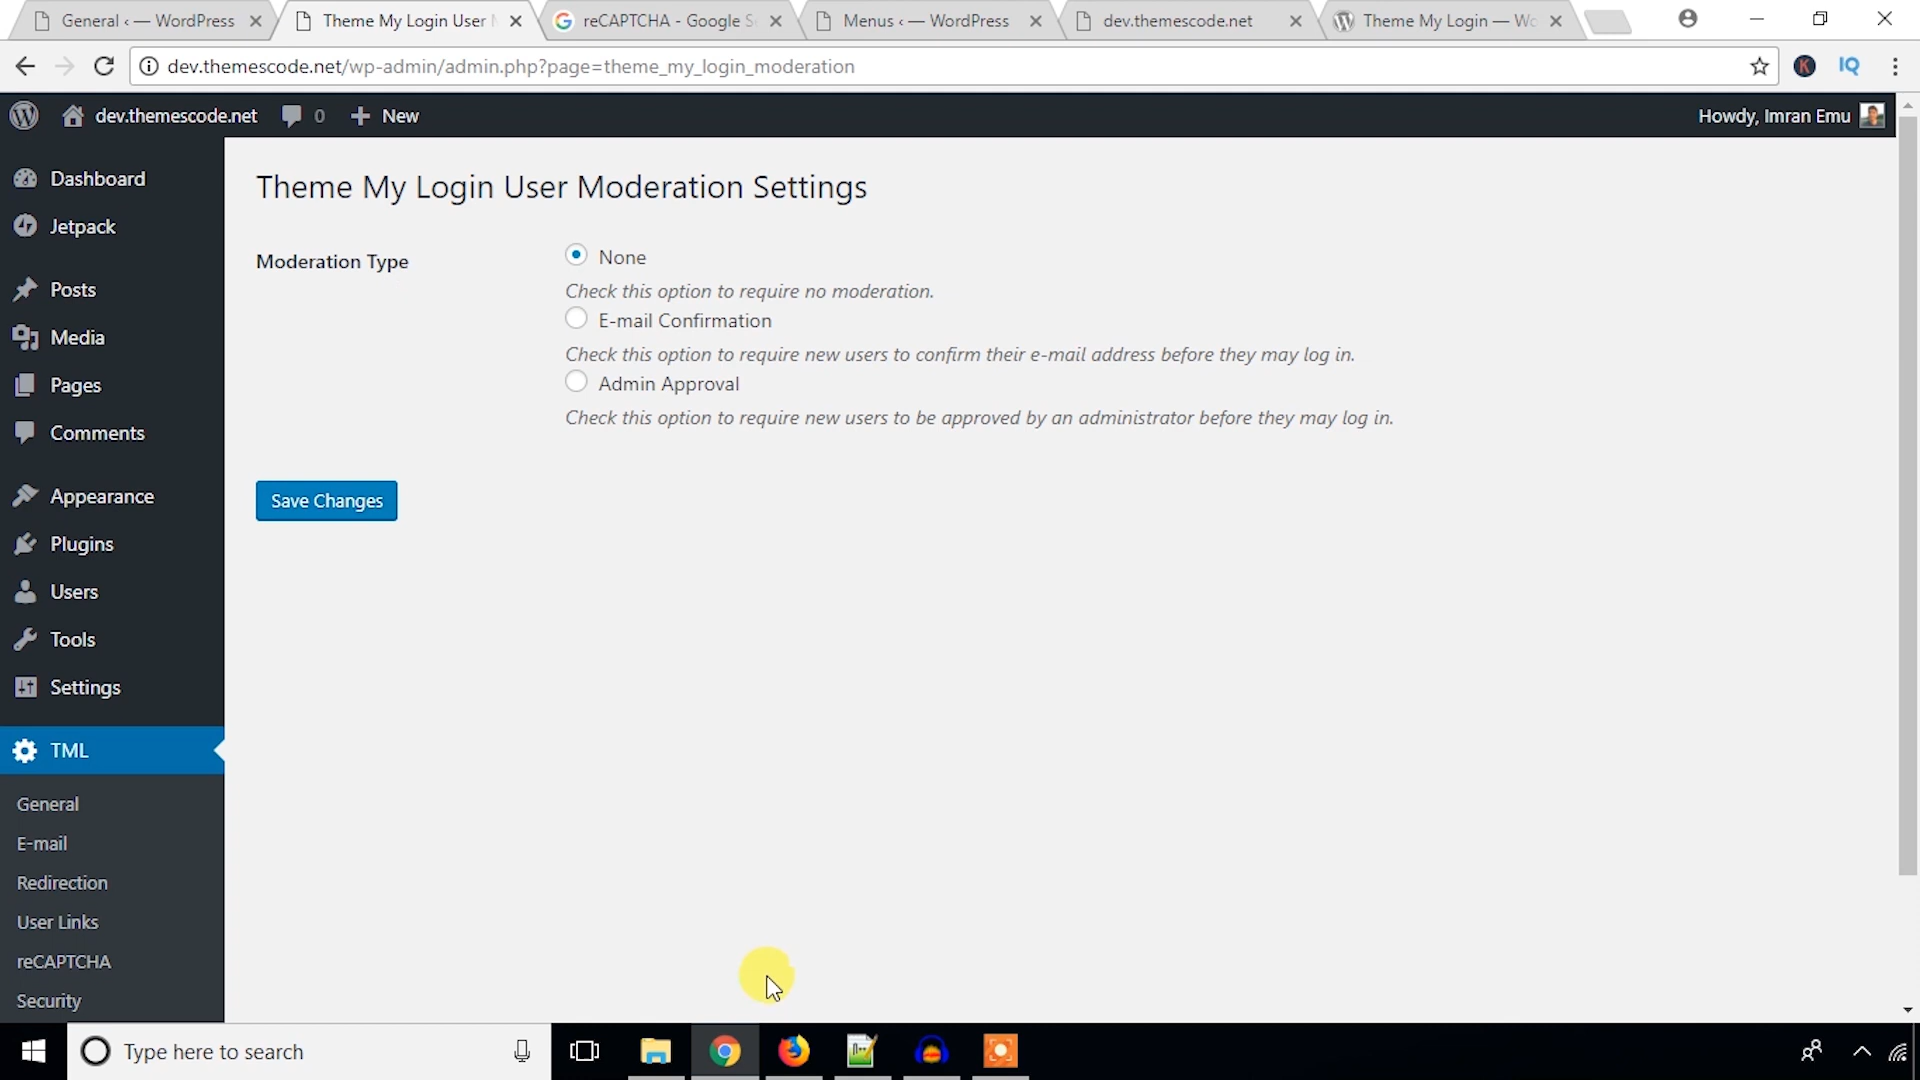 General ‹ — WordPress
Theme My Login User M
reCAPTCHA - Google S
Menus ‹ — WordPress
dev.themescode.net
Theme My Login — Wo
dev.themescode.net/wp-admin/admin.php?page=theme_my_login_moderation
IQ
dev.themescode.net
0
New
Howdy, Imran Emu
Dashboard
Jetpack
Posts
Media
Pages
Comments
Appearance
Plugins
Users
Tools
Settings
TML
General
E-mail
Redirection
User Links
reCAPTCHA
Security
Theme My Login User Moderation Settings
Moderation Type
None
Check this option to require no moderation.
E-mail Confirmation
Check this option to require new users to confirm their e-mail address before they may log in.
Admin Approval
Check this option to require new users to be approved by an administrator before they may log in.
Save Changes
Type here to search